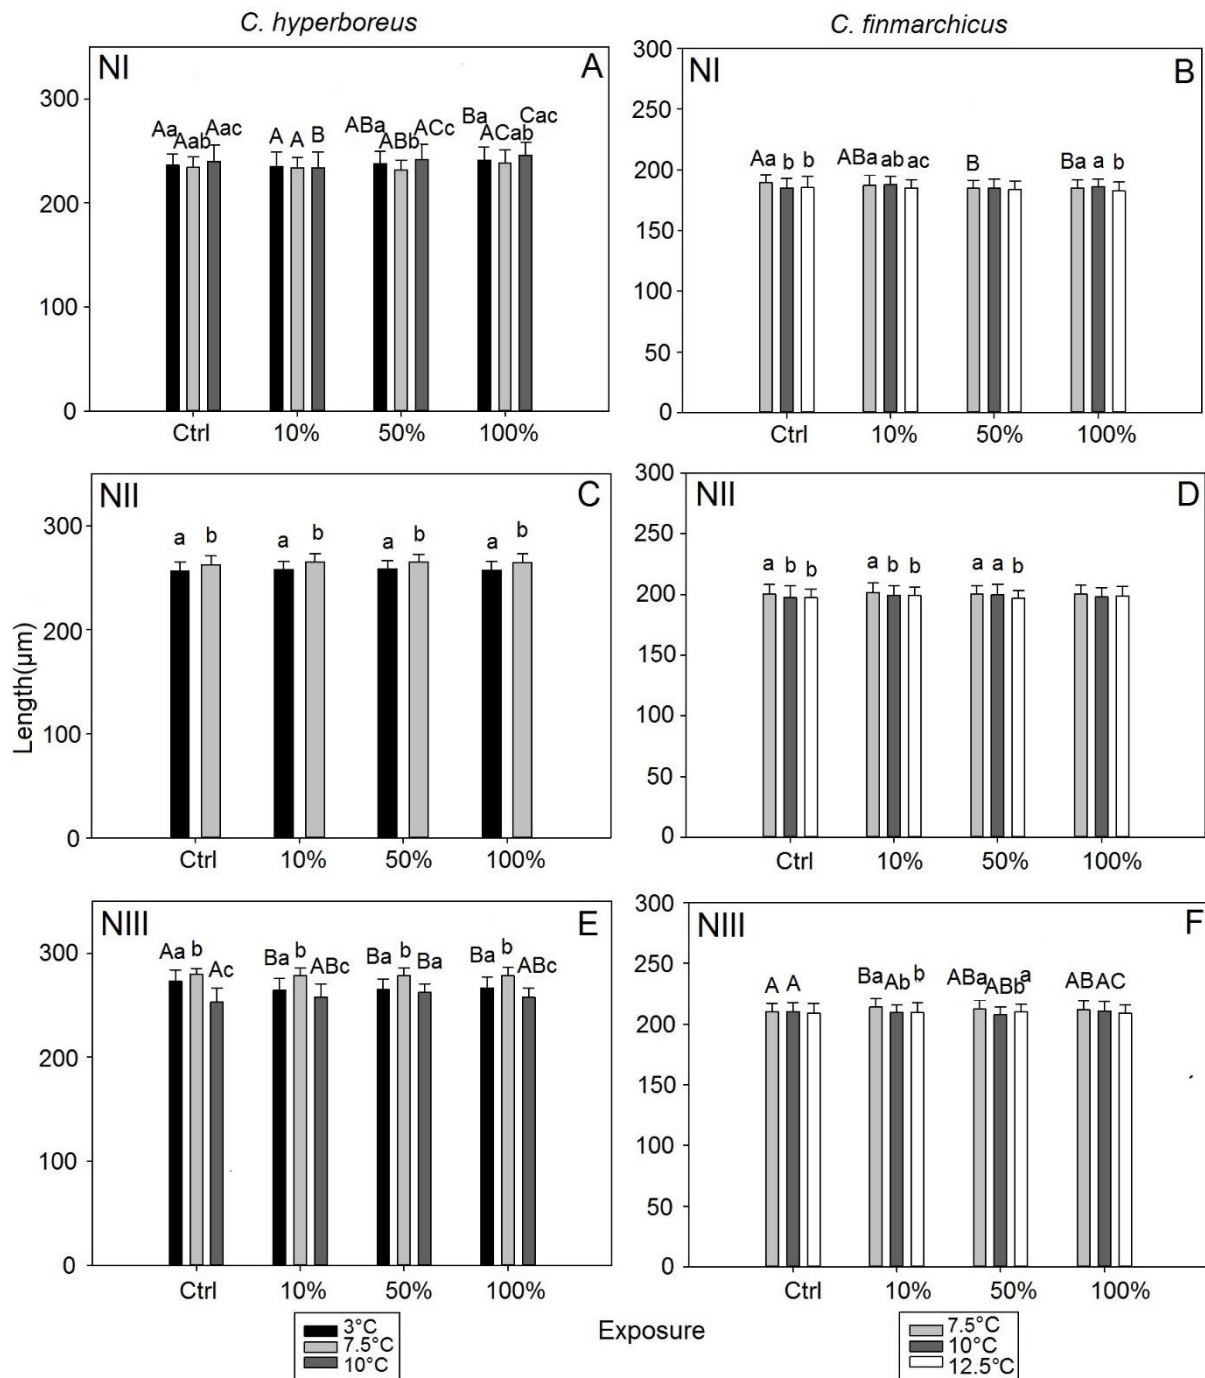 C. hyperboreus
C. finmarchicus
NI
A
300
200
100
0
Aa Aab Aac
A A B
ABa ABb ACc
Ba ACab Cac
Ctrl 10% 50% 100%
NI
B
300
250
200
150
100
50
0
Aa b b
ABa ab ac
B
Ba a b
Ctrl 10% 50% 100%
NII
C
300
200
100
0
a b
a b
a b
a b
Ctrl 10% 50% 100%
Length(µm)
NII
D
300
250
200
150
100
50
0
a b b
a b b
a a b
Ctrl 10% 50% 100%
NIII
E
300
200
100
0
Aa b Ac
Ba b ABc
Ba b Ba
Ba b ABc
Ctrl 10% 50% 100%
NIII
F
300
250
200
150
100
50
0
A A
Ba Ab b
ABa ABb a
AB AC
Ctrl 10% 50% 100%
3°C
7.5°C
10°C
Exposure
7.5°C
10°C
12.5°C